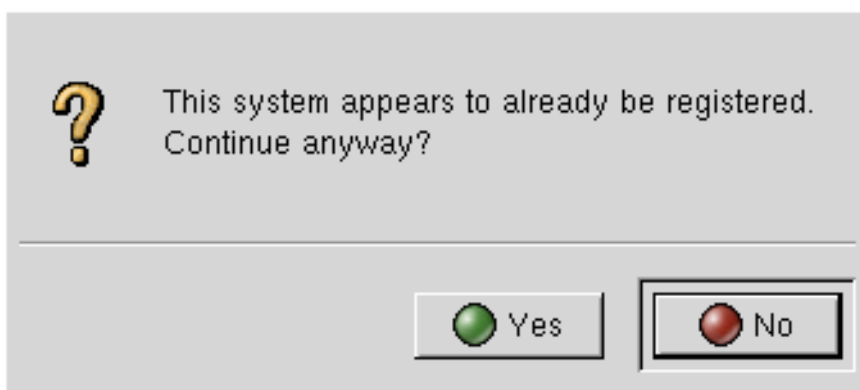 This system appears to already be registered.
Continue anyway?
Yes No